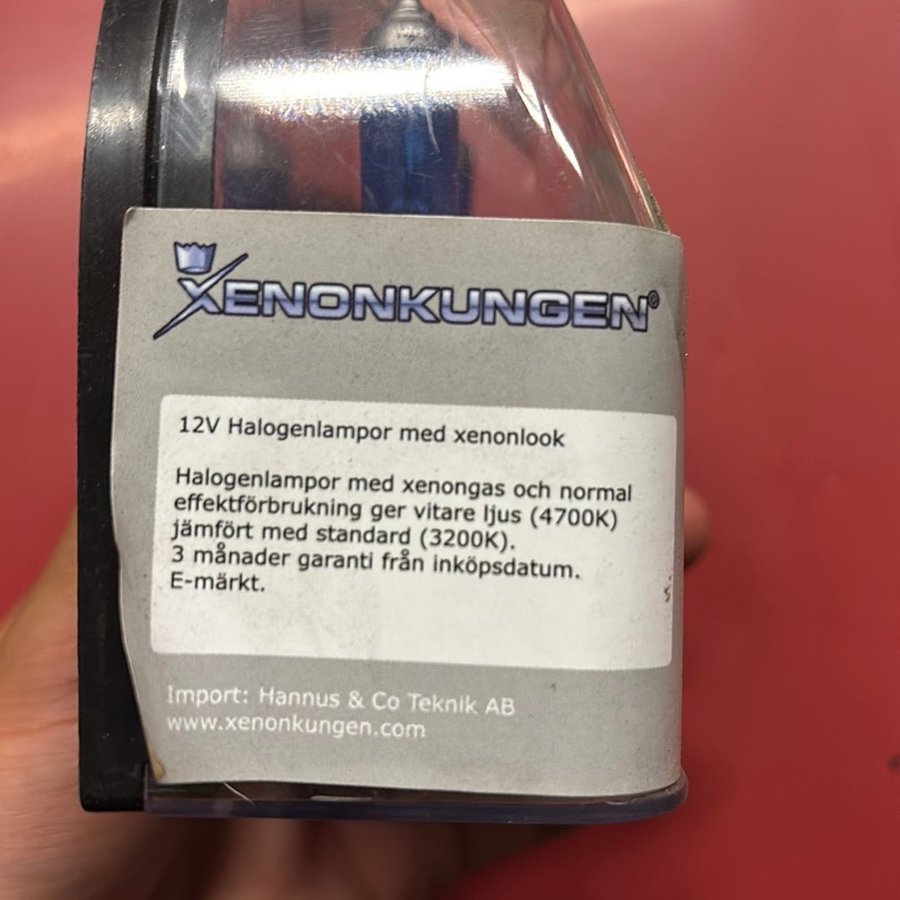 XENONKUNGEN®
12V Halogenlampor med xenonlook
Halogenlampor med xenongas och normal
effektförbrukning ger vitare ljus (4700K)
jämfört med standard (3200K).
3 månader garanti från inköpsdatum.
E-märkt.
Import: Hannus & Co Teknik AB
www.xenonkungen.com